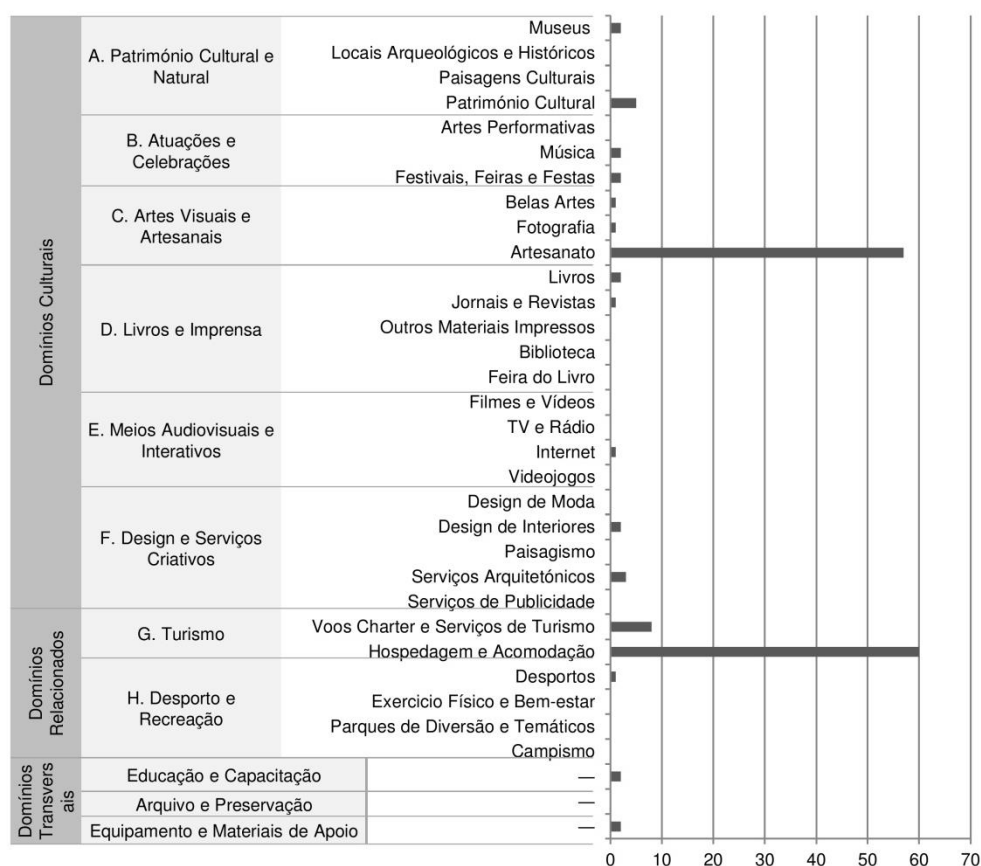 Domínios Culturais
A. Património Cultural e
Natural
Museus
Locais Arqueológicos e Históricos
Paisagens Culturais
Património Cultural
B. Atuações e
Celebrações
Artes Performativas
Música
Festivais, Feiras e Festas
C. Artes Visuais e
Artesanais
Belas Artes
Fotografia
Artesanato
D. Livros e Imprensa
Livros
Jornais e Revistas
Outros Materiais Impressos
Biblioteca
Feira do Livro
E. Meios Audiovisuais e
Interativos
Filmes e Vídeos
TV e Rádio
Internet
Videojogos
F. Design e Serviços
Criativos
Design de Moda
Design de Interiores
Paisagismo
Serviços Arquitetónicos
Serviços de Publicidade
Domínios
Relacionados
G. Turismo
Voos Charter e Serviços de Turismo
Hospedagem e Acomodação
H. Desporto e
Recreação
Desportos
Exercicio Físico e Bem-estar
Parques de Diversão e Temáticos
Campismo
Domínios
Transvers
ais
Educação e Capacitação —
Arquivo e Preservação —
Equipamento e Materiais de Apoio —
0 10 20 30 40 50 60 70